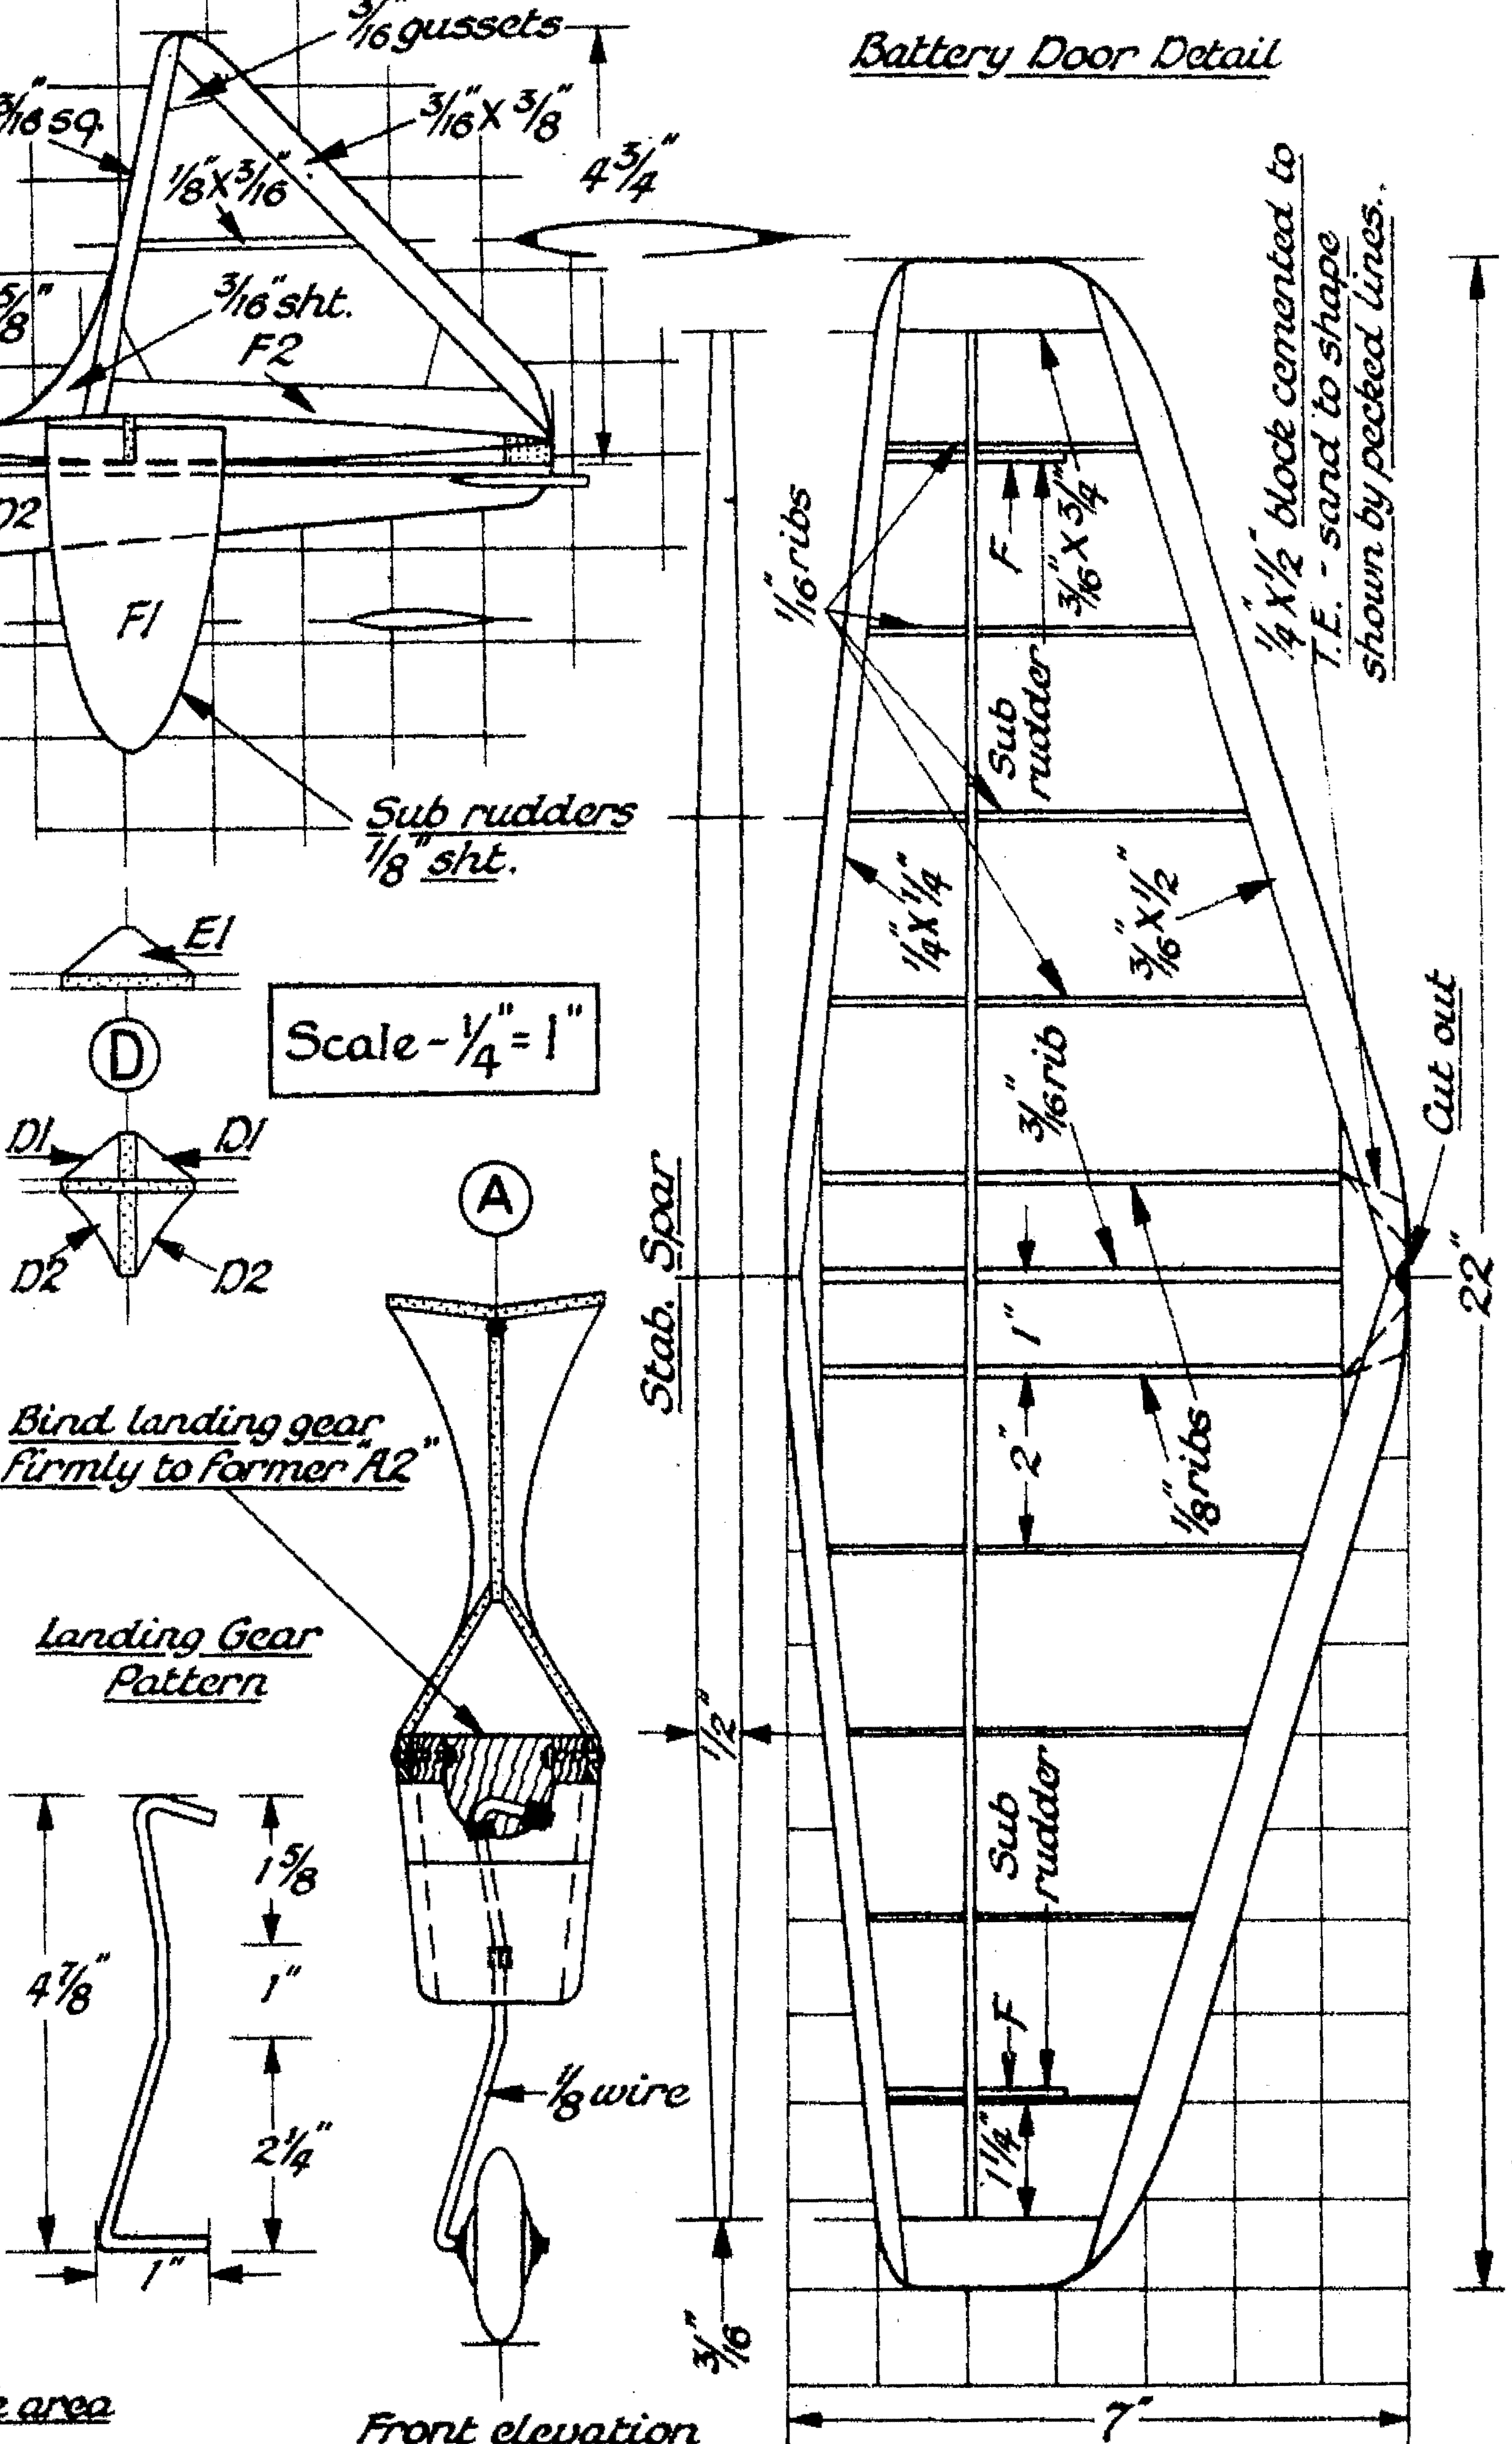 3/16" gussets
Battery Door Detail
3/16" sq.
3/16" X 3/8"
4 3/4"
1/8" X 3/16"
5/8"
3/16" sht.
F2
D2
F1
Sub rudders
1/8" sht.
E1
D
Scale - 1/4" = 1"
D1
D1
D2
D2
A
Bind landing gear
firmly to former "A2"
Landing Gear
Pattern
4 7/8"
1 5/8"
1"
2 1/4"
1"
1/8 wire
Front elevation
area
Stab. Spar
1/2"
3/16"
1/16" ribs
F
3/16" X 3/4"
Sub
rudder
1/4" X 1/4"
3/16" X 1/2"
1/4" X 1/2" block cemented to
T.E. - sand to shape
shown by pecked lines.
3/16" rib
Cut out
1"
2"
1/8" ribs
22"
Sub
rudder
F
1 1/4"
7"